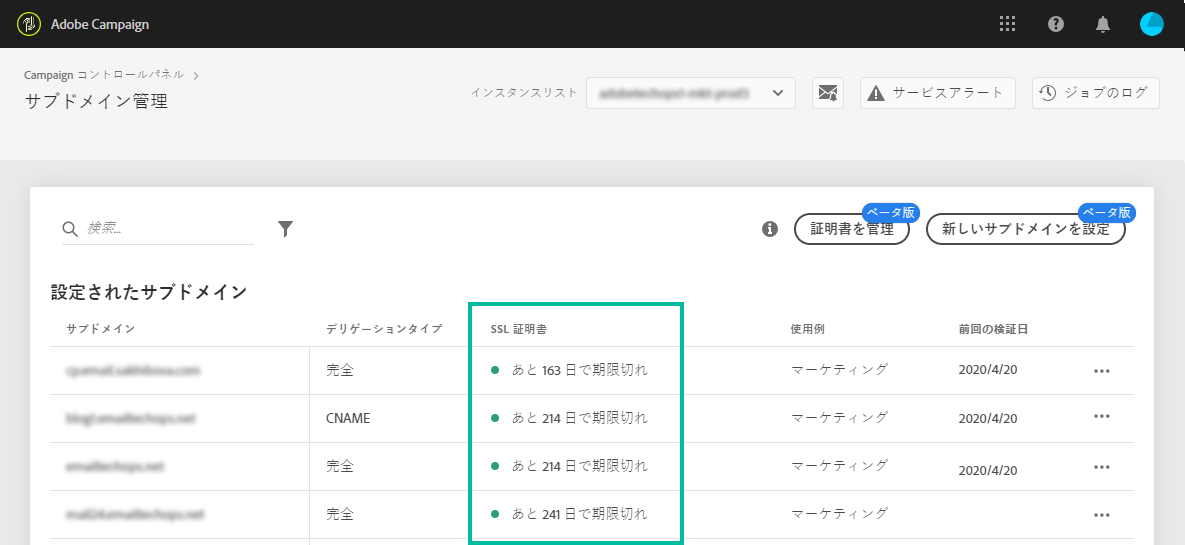 Adobe Campaign
Campaign コントロールパネル
サブドメイン管理
インスタンスリスト
サービスアラート
ジョブのログ
検索...
ベータ版
証明書を管理
ベータ版
新しいサブドメインを設定
設定されたサブドメイン
サブドメイン デリゲーションタイプ SSL 証明書 使用例 前回の検証日
完全 あと 163 日で期限切れ マーケティング 2020/4/20
CNAME あと 214 日で期限切れ マーケティング 2020/4/20
完全 あと 214 日で期限切れ マーケティング 2020/4/20
完全 あと 241 日で期限切れ マーケティング